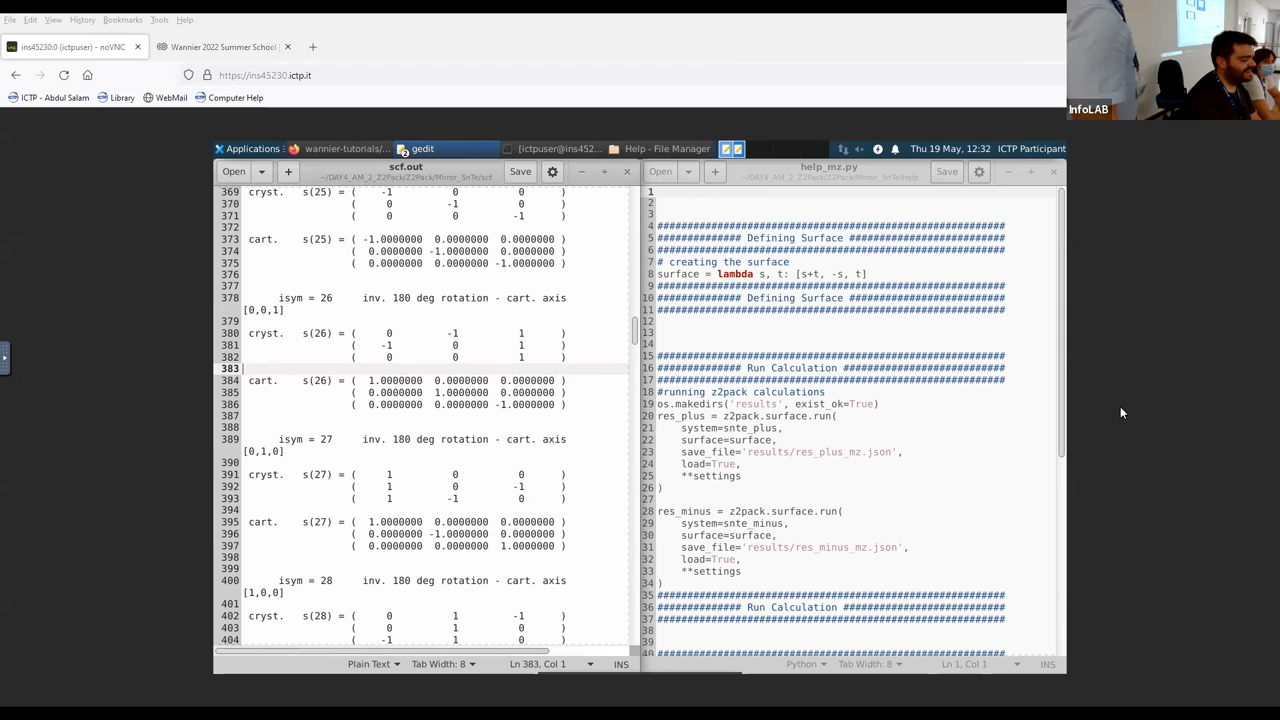 File Edit View History Bookmarks Tools Help
ins45230:0 (ictpuser) - noVNC
Wannier 2022 Summer School
https://ins45230.ictp.it
ICTP - Abdul Salam Library WebMail Computer Help
InfoLAB
Applications wannier-tutorials/... gedit [ictpuser@ins452... Help - File Manager Thu 19 May, 12:32 ICTP Participant
Open scf.out Save
~/DAY4_AM_2_Z2Pack/Z2Pack/Mirror_SnTe/scf
369 cryst. s(25) = ( -1 0 0 )
370 ( 0 -1 0 )
371 ( 0 0 -1 )
372
373 cart. s(25) = ( -1.0000000 0.0000000 0.0000000 )
374 ( 0.0000000 -1.0000000 0.0000000 )
375 ( 0.0000000 0.0000000 -1.0000000 )
376
377
378 isym = 26 inv. 180 deg rotation - cart. axis
[0,0,1]
379
380 cryst. s(26) = ( 0 -1 1 )
381 ( -1 0 1 )
382 ( 0 0 1 )
383
384 cart. s(26) = ( 1.0000000 0.0000000 0.0000000 )
385 ( 0.0000000 1.0000000 0.0000000 )
386 ( 0.0000000 0.0000000 -1.0000000 )
387
388
389 isym = 27 inv. 180 deg rotation - cart. axis
[0,1,0]
390
391 cryst. s(27) = ( 1 0 0 )
392 ( 1 0 -1 )
393 ( 1 -1 0 )
394
395 cart. s(27) = ( 1.0000000 0.0000000 0.0000000 )
396 ( 0.0000000 -1.0000000 0.0000000 )
397 ( 0.0000000 0.0000000 1.0000000 )
398
399
400 isym = 28 inv. 180 deg rotation - cart. axis
[1,0,0]
401
402 cryst. s(28) = ( 0 1 -1 )
403 ( 0 1 0 )
404 ( -1 1 0 )
Plain Text Tab Width: 8 Ln 383, Col 1 INS
Open help_mz.py Save
~/DAY4_AM_2_Z2Pack/Z2Pack/Mirror_SnTe/Help
1
2
3
4 ##########################################################
5 ############## Defining Surface ##########################
6 ##########################################################
7 # creating the surface
8 surface = lambda s, t: [s+t, -s, t]
9 ##########################################################
10 ############## Defining Surface ##########################
11 ##########################################################
12
13
14
15 ##########################################################
16 ############## Run Calculation ###########################
17 ##########################################################
18 #running z2pack calculations
19 os.makedirs('results', exist_ok=True)
20 res_plus = z2pack.surface.run(
21 system=snte_plus,
22 surface=surface,
23 save_file='results/res_plus_mz.json',
24 load=True,
25 **settings
26 )
27
28 res_minus = z2pack.surface.run(
29 system=snte_minus,
30 surface=surface,
31 save_file='results/res_minus_mz.json',
32 load=True,
33 **settings
34 )
35 ##########################################################
36 ############## Run Calculation ###########################
37 ##########################################################
38
39
40 ##########################################################
Python Tab Width: 8 Ln 1, Col 1 INS